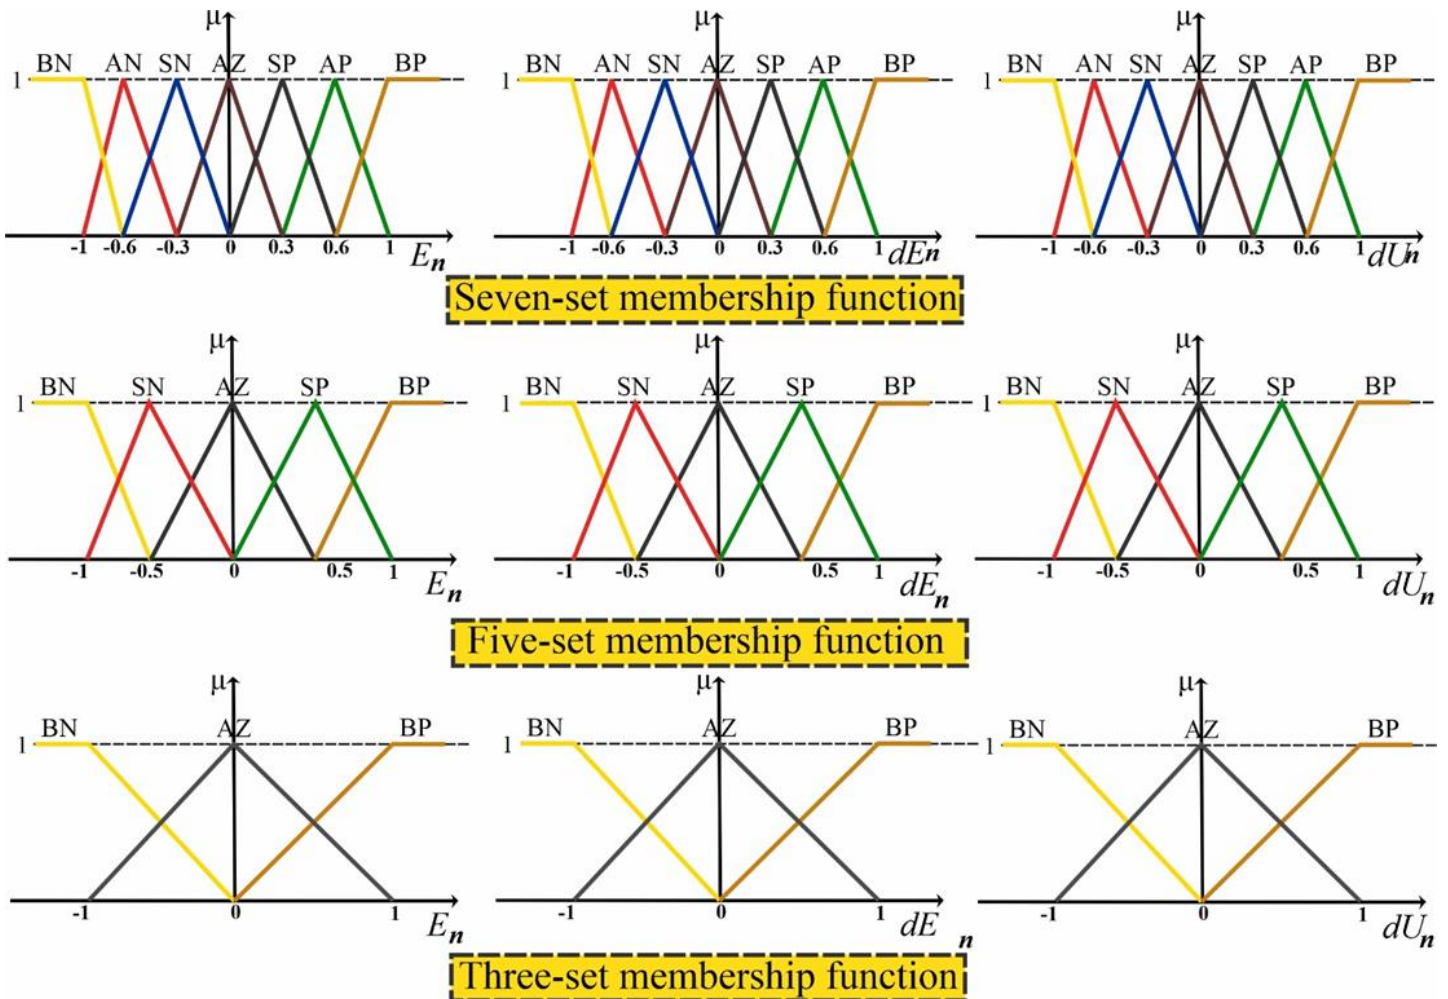 μ μ μ
BN AN SN AZ SP AP BP BN AN SN AZ SP AP BP BN AN SN AZ SP AP BP
1 1 1
-1 -0.6 -0.3 0 0.3 0.6 1 -1 -0.6 -0.3 0 0.3 0.6 1 -1 -0.6 -0.3 0 0.3 0.6 1
En dEn dUn
Seven-set membership function
μ μ μ
BN SN AZ SP BP BN SN AZ SP BP BN SN AZ SP BP
1 1 1
-1 -0.5 0 0.5 1 -1 -0.5 0 0.5 1 -1 -0.5 0 0.5 1
En dEn dUn
Five-set membership function
μ μ μ
BN AZ BP BN AZ BP BN AZ BP
1 1 1
-1 0 1 -1 0 1 -1 0 1
En dE n dUn
Three-set membership function